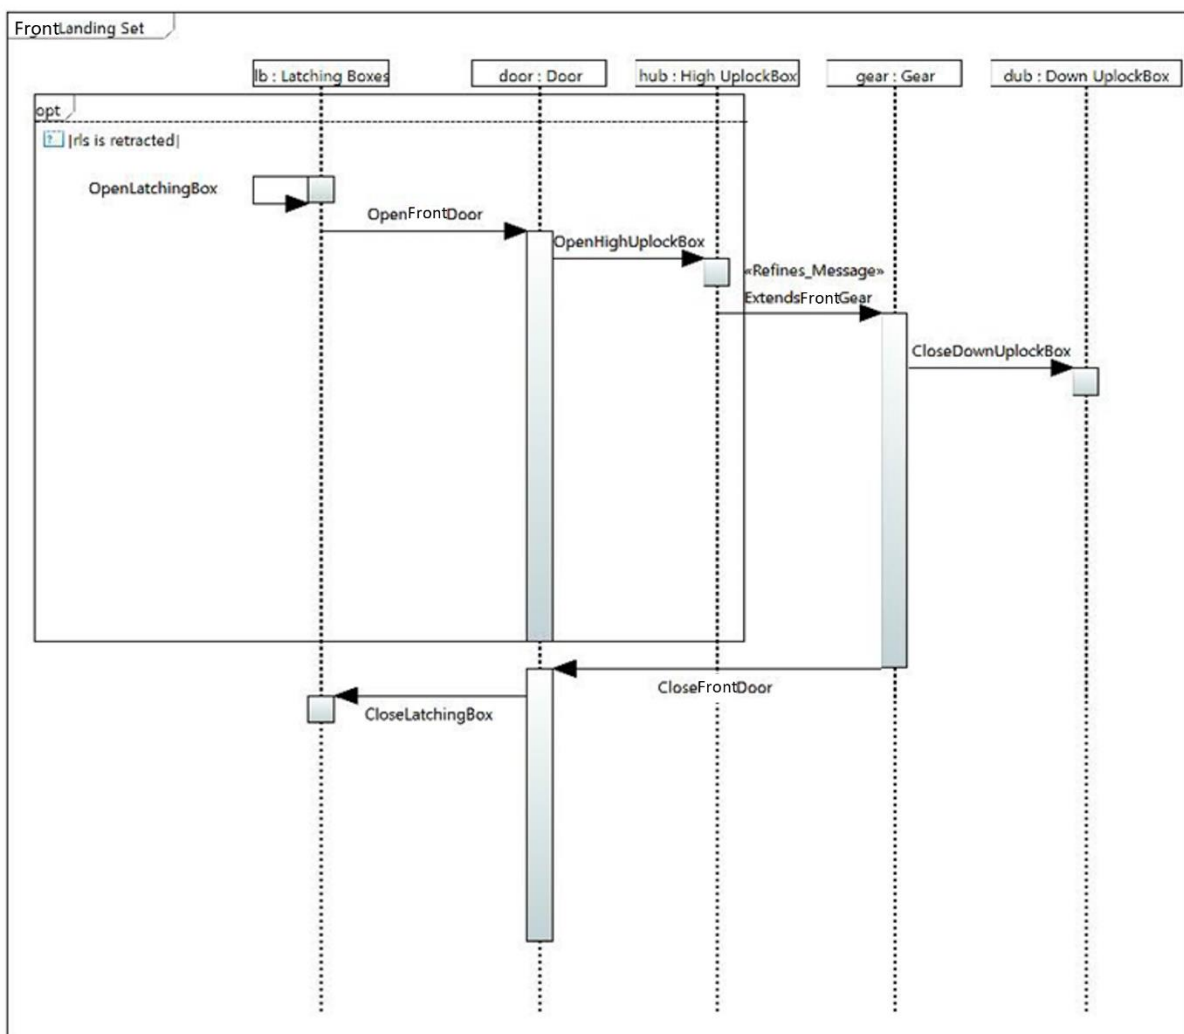 FrontLanding Set
lb : Latching Boxes
door : Door
hub : High UplockBox
gear : Gear
dub : Down UplockBox
opt
|rls is retracted|
OpenLatchingBox
OpenFrontDoor
OpenHighUplockBox
«Refines_Message»
ExtendsFrontGear
CloseDownUplockBox
CloseFrontDoor
CloseLatchingBox